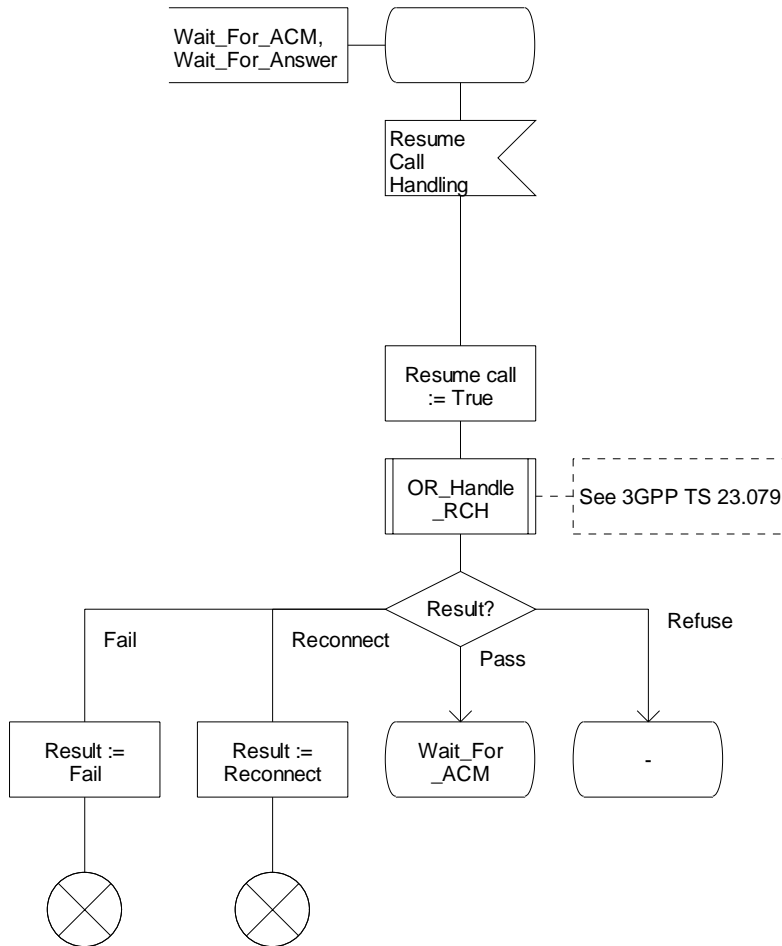 Wait_For_ACM,
Wait_For_Answer
Resume
Call
Handling
Resume call
:= True
OR_Handle
_RCH
See 3GPP TS 23.079
Result?
Fail
Reconnect
Pass
Refuse
Result :=
Fail
Result :=
Reconnect
Wait_For
_ACM
-